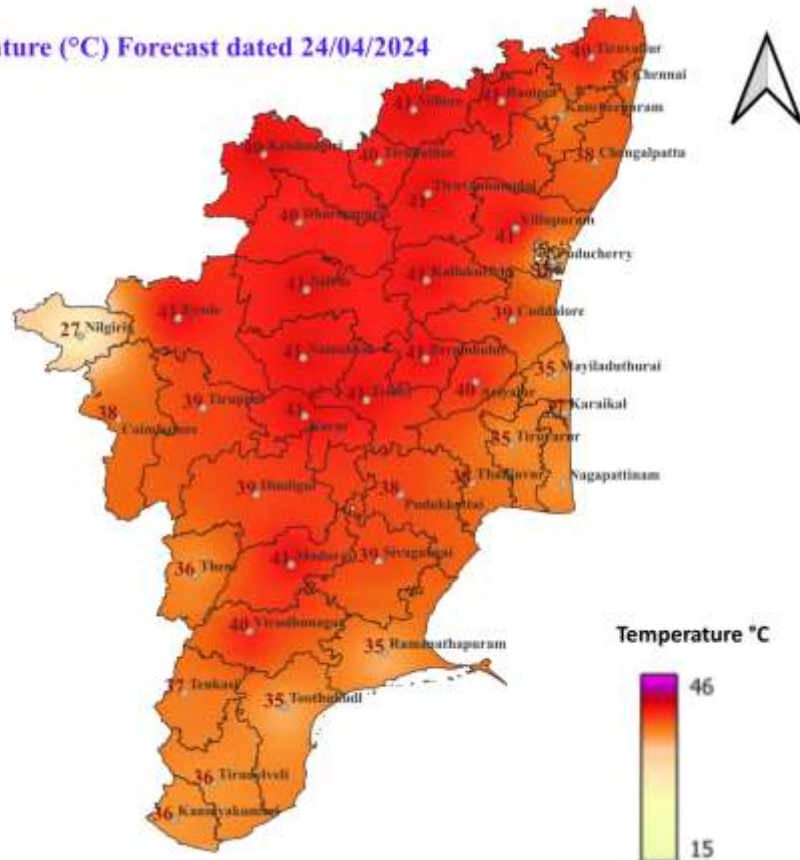 ture (°C) Forecast dated 24/04/2024
40 Tiruvallur
38 Chennai
41 Vellore
41 Ranipet
Kancheepuram
40 Krishnagiri
40 Tirupathur
38 Chengalpattu
41 Tiruvannamalai
40 Dharmapuri
41 Villupuram
Puducherry
41 Salem
41 Kallakurichi
41 Erode
39 Cuddalore
27 Nilgiris
41 Namakkal
41 Perambalur
35 Mayiladuthurai
38 Coimbatore
39 Tiruppur
41 Karur
41 Trichy
40 Ariyalur
Karaikal
35 Tiruvarur
39 Dindigul
38 Pudukkottai
Thanjavur
Nagapattinam
36 Theni
41 Madurai
39 Sivagangai
40 Virudhunagar
35 Ramanathapuram
Temperature °C
37 Tenkasi
35 Toothukudi
46
36 Tirunelveli
36 Kanniyakumari
15